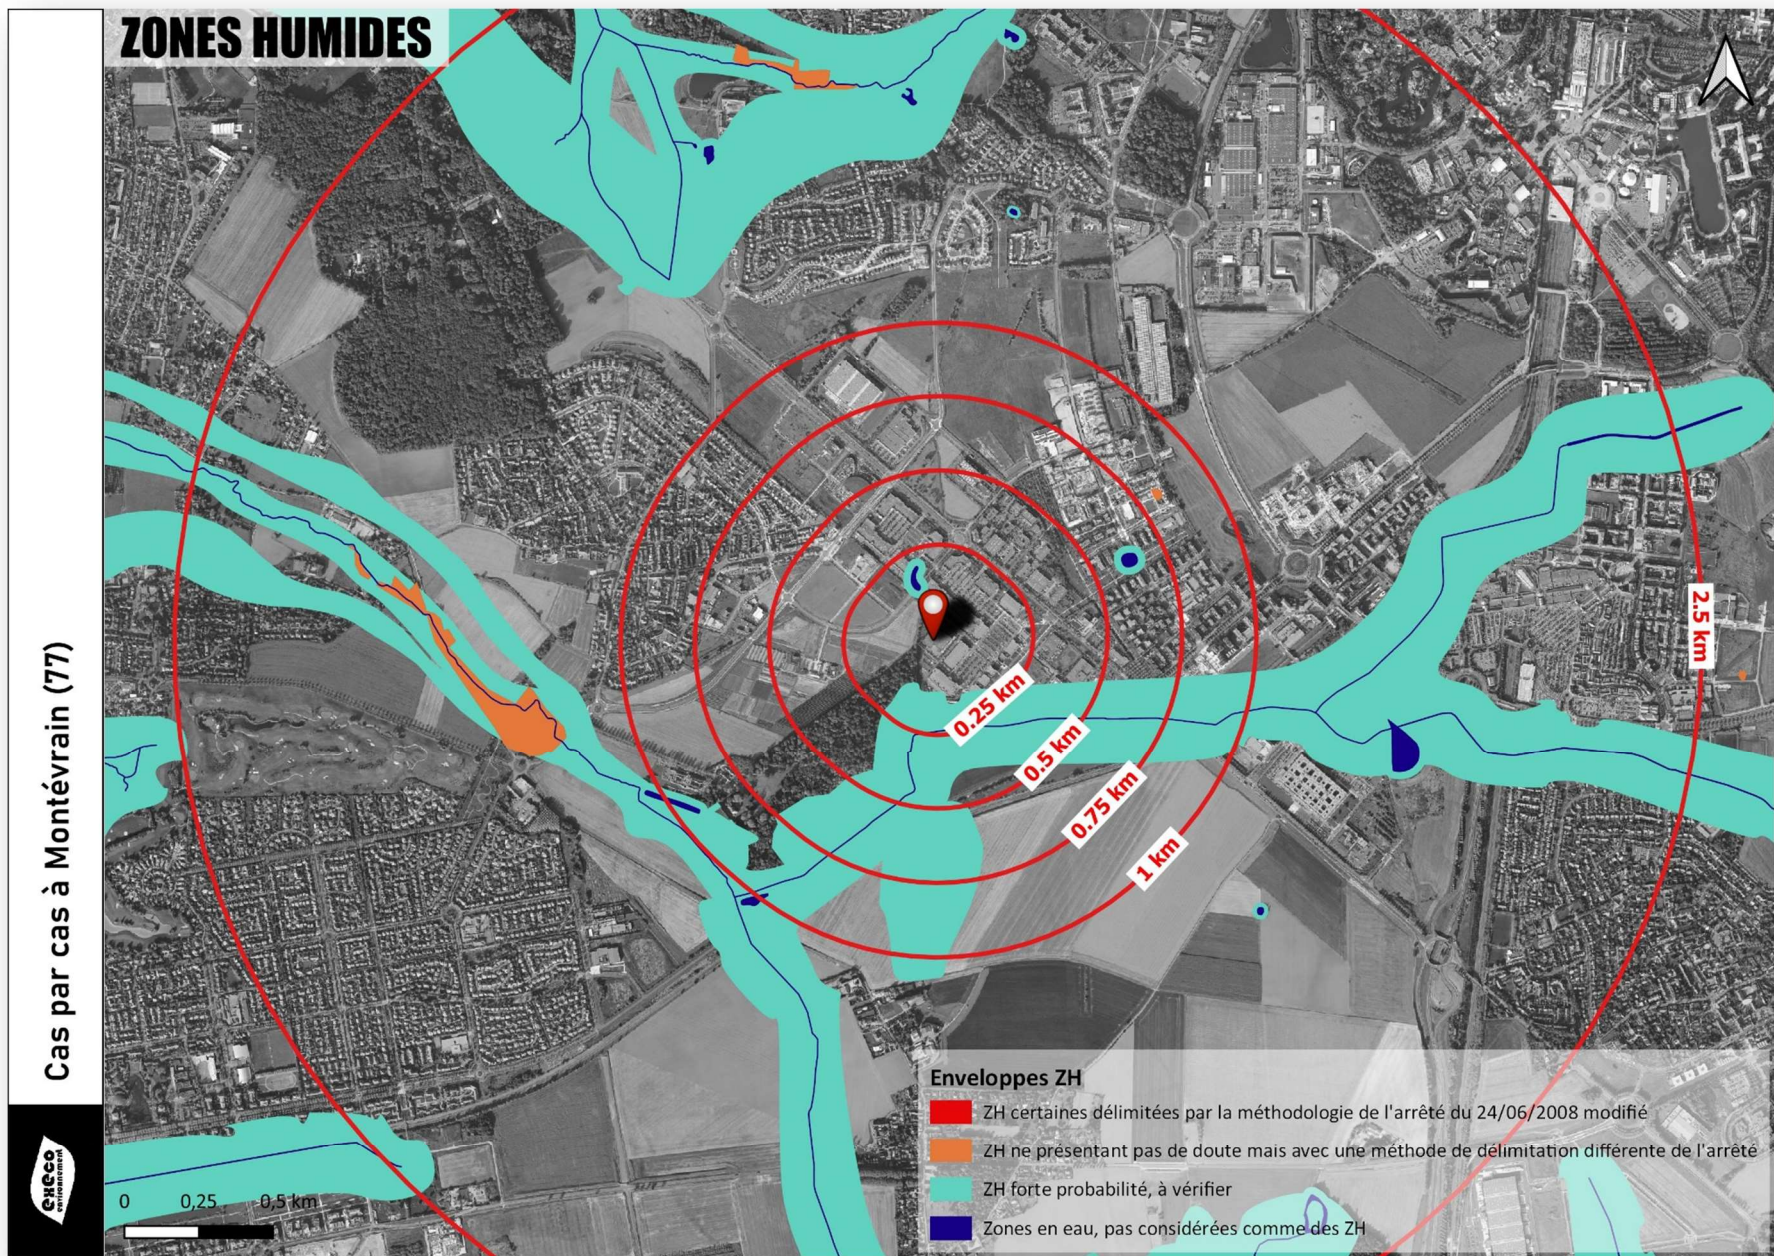 ZONES HUMIDES
Cas par cas à Montévrain (77)
2.5 km
0.25 km
0.5 km
0.75 km
1 km
Enveloppes ZH
ZH certaines délimitées par la méthodologie de l'arrêté du 24/06/2008 modifié
ZH ne présentant pas de doute mais avec une méthode de délimitation différente de l'arrêté
ZH forte probabilité, à vérifier
Zones en eau, pas considérées comme des ZH
0 0,25 0,5 km
execo
environnement